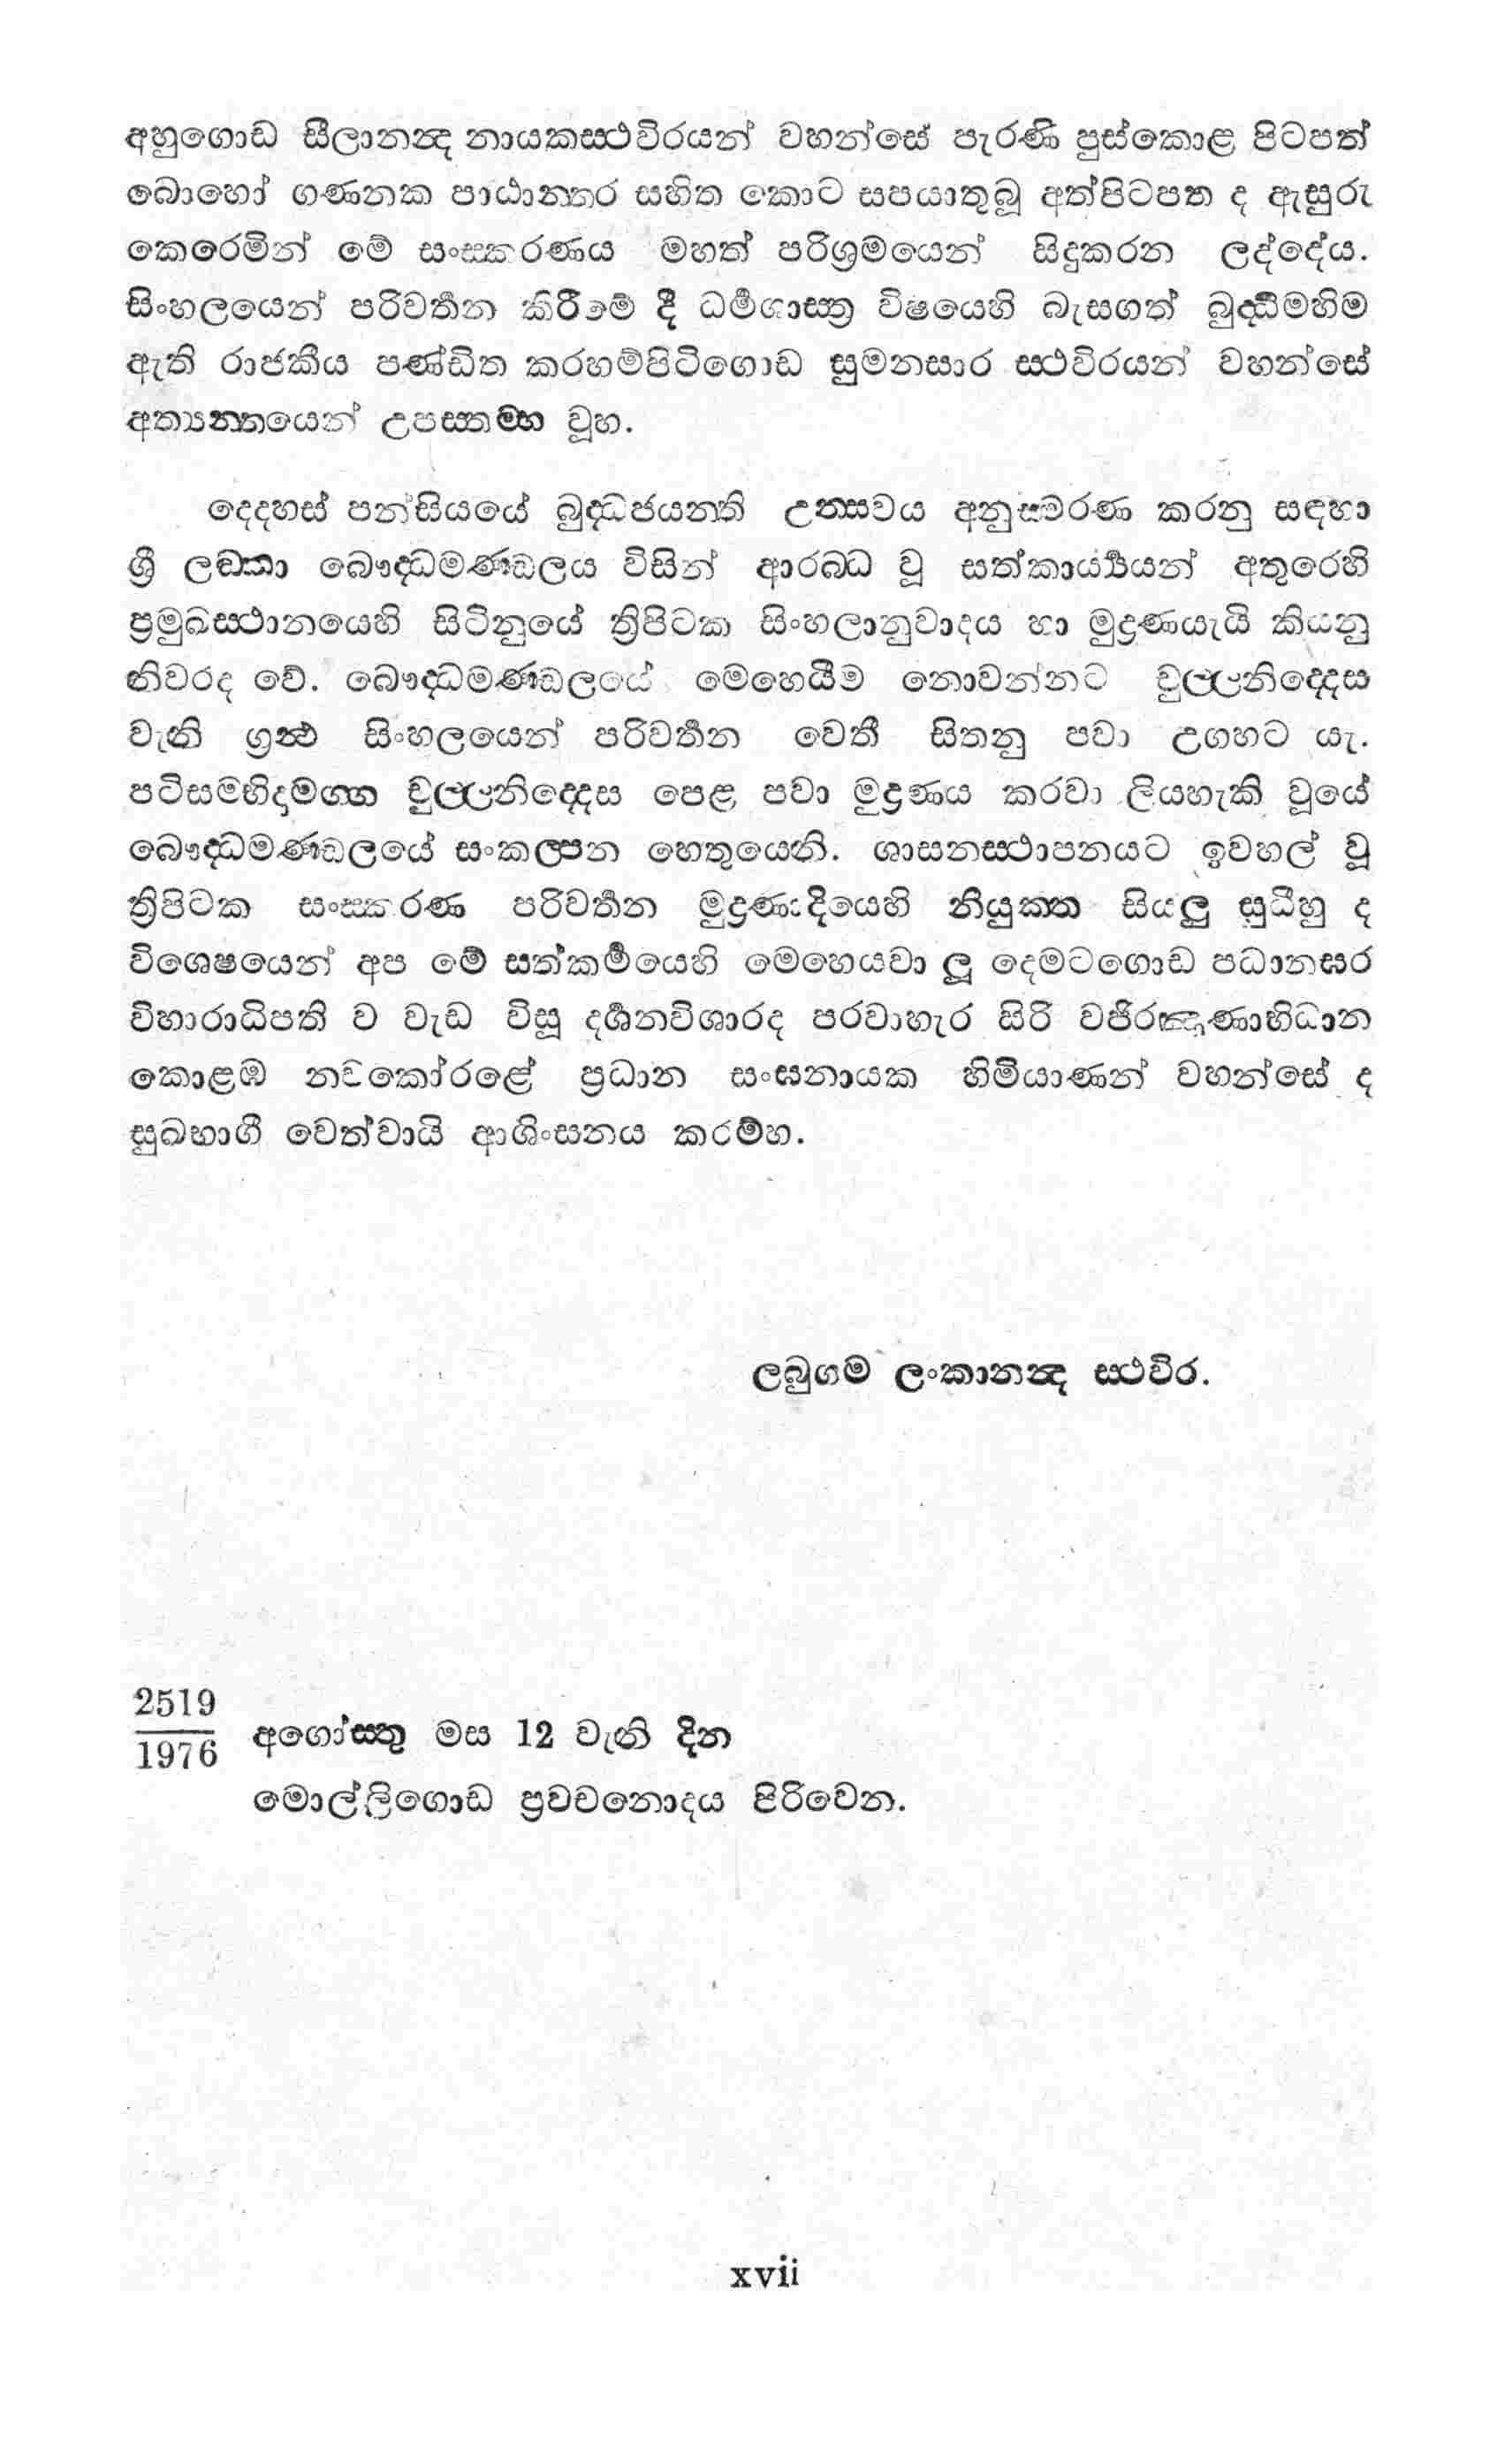 අහුගොඩ සීලානන්‍ද නායකස්ථවිරයන් වහන්සේ පැරණි පුස්කොළ පිටපත්
බොහෝ ගණනක පාඨාන්තර සහිත කොට සපයාතුබූ අත්පිටපත ද ඇසුරු
කෙරෙමින් මේ සංස්කරණය මහත් පරිශ්‍රමයෙන් සිදුකරන ලද්දේය.
සිංහලයෙන් පරිවර්‍තන කිරීමේ දී ධර්‍මශාස්ත්‍ර විෂයෙහි බැසගත් බුද්ධිමහිම
ඇති රාජකීය පණ්ඩිත කරහම්පිටිගොඩ සුමනසාර ස්ථවිරයන් වහන්සේ
අත්‍යන්තයෙන් උපස්තම්භ වූහ.
දෙදහස් පන්සියයේ බුද්ධජයන්ති උත්සවය අනුස්මරණ කරනු සඳහා
ශ්‍රී ලඞ්කා බෞද්ධමණ්ඩලය විසින් ආරබ්ධ වූ සත්කාර්‍ය්‍යයන් අතුරෙහි
ප්‍රමුඛස්ථානයෙහි සිටිනුයේ ත්‍රිපිටක සිංහලානුවාදය හා මුද්‍රණයැයි කියනු
නිවරද වේ. බෞද්ධමණ්ඩලයේ මෙහෙයීම නොවන්නට චුල්ලනිද්දෙස
වැනි ග්‍රන්‍ථ සිංහලයෙන් පරිවර්‍තන වෙතී සිතනු පවා උගහට යැ.
පටිසම්භිදාමග්ග චුල්ලනිද්දෙස පෙළ පවා මුද්‍රණය කරවා ලියහැකි වූයේ
බෞද්ධමණ්ඩලයේ සංකල්පන හෙතුයෙනි. ශාසනස්ථාපනයට ඉවහල් වූ
ත්‍රිපිටක සංස්කරණ පරිවර්‍තන මුද්‍රණාදියෙහි නියුක්ත සියලු සුධීහු ද
විශෙෂයෙන් අප මේ සත්කර්‍මයෙහි මෙහෙයවා ලූ දෙමටගොඩ පධානඝර
විහාරාධිපති ව වැඩ විසූ දර්‍ශනවිශාරද පරවාහැර සිරි වජිරඤාණාභිධාන
කොළඹ නවකෝරළේ ප්‍රධාන සංඝනායක හිමියාණන් වහන්සේ ද
සුඛභාගී වෙත්වායි ආශිංසනය කරම්හ.
ලබුගම ලංකානන්‍ද ස්ථවිර.
2519
1976 අගෝස්තු මස 12 වැනි දින
මොල්ලිගොඩ ප්‍රවචනොදය පිරිවෙන.
xvii